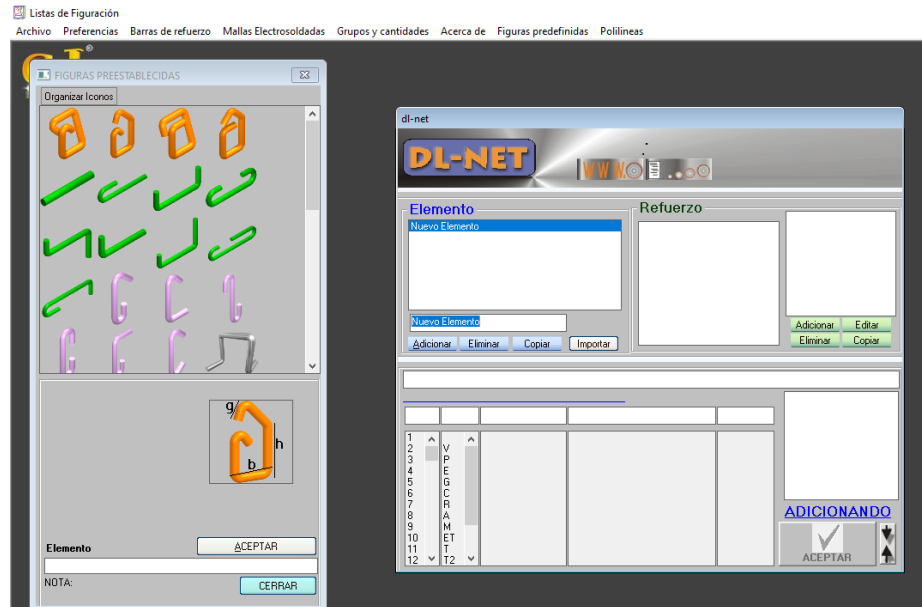 Listas de Figuración
Archivo Preferencias Barras de refuerzo Mallas Electrosoldadas Grupos y cantidades Acerca de Figuras predefinidas Polilineas
FIGURAS PREESTABLECIDAS
Organizar Iconos
g
h
b
Elemento
ACEPTAR
NOTA:
CERRAR
dl-net
DL-NET
WWW.
Elemento
Nuevo Elemento
Nuevo Elemento
Adicionar Eliminar Copiar Importar
Refuerzo
Adicionar Editar
Eliminar Copiar
1
2 V
3 P
4 E
5 G
6 C
7 R
8 A
9 M
10 ET
11 T
12 T2
ADICIONANDO
ACEPTAR